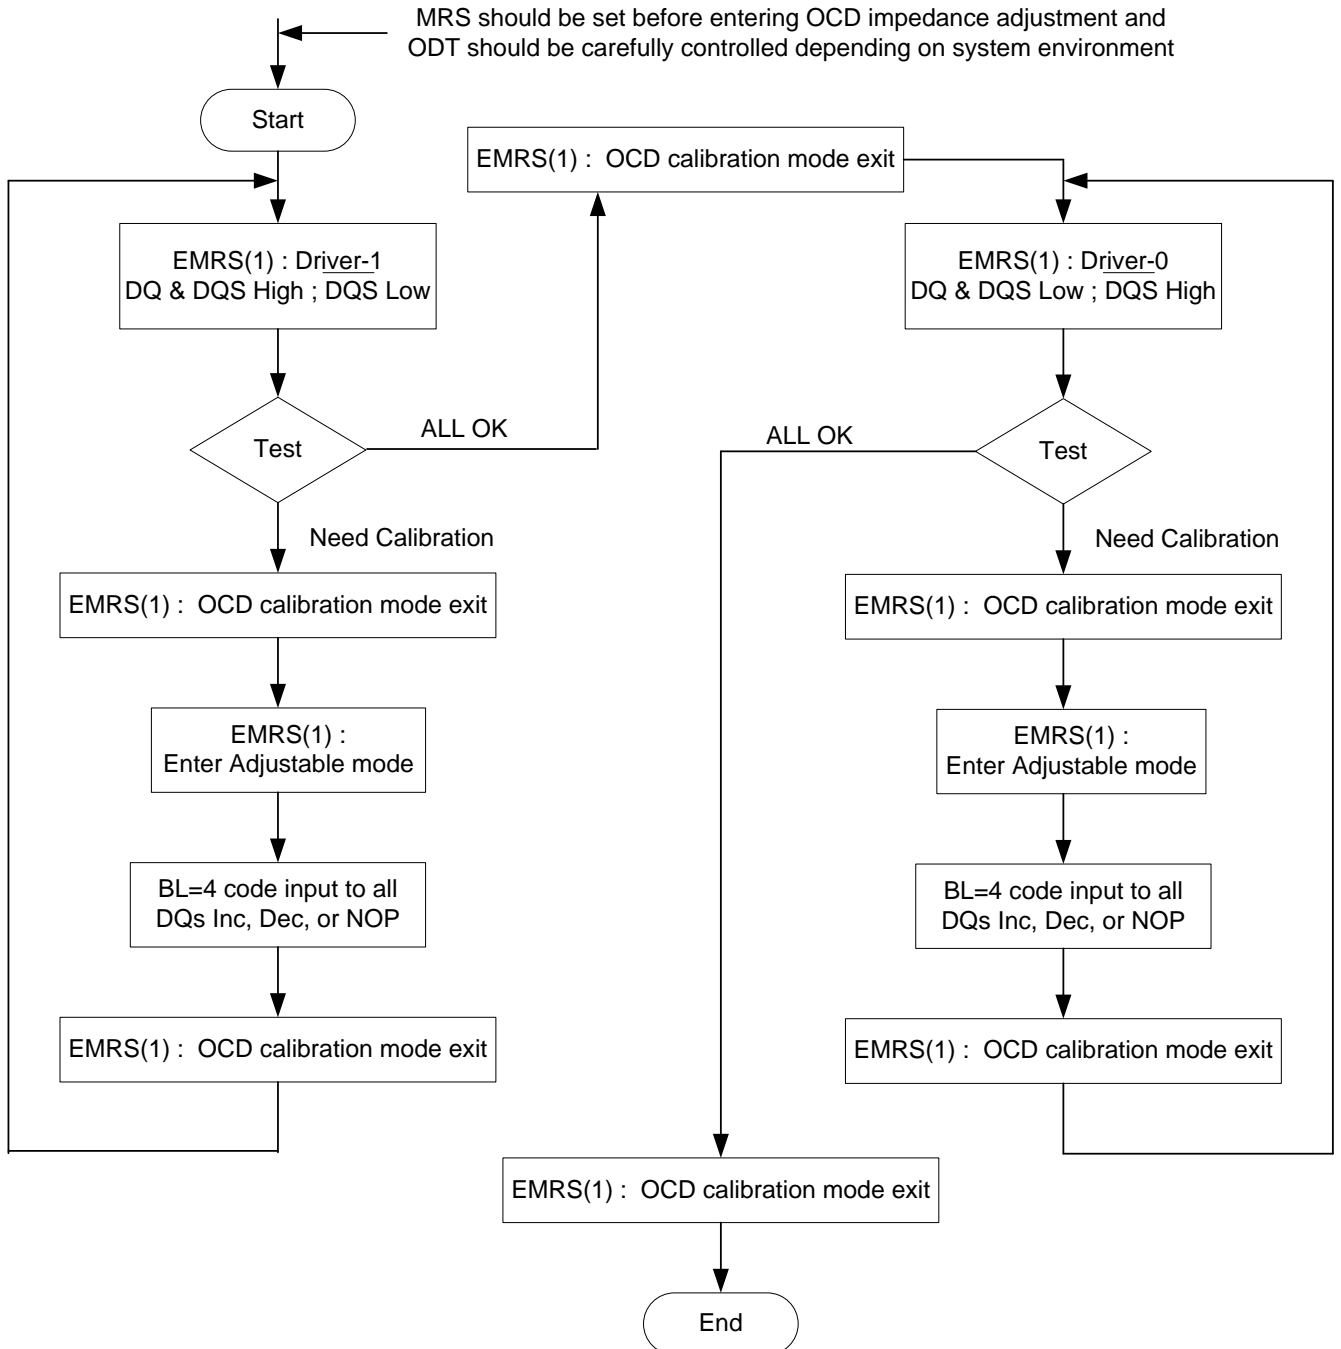 MRS should be set before entering OCD impedance adjustment and
ODT should be carefully controlled depending on system environment
Start
EMRS(1) : Driver-1
DQ & DQS High ; D̅Q̅S̅ Low
Test
ALL OK
Need Calibration
EMRS(1) : OCD calibration mode exit
EMRS(1) :
Enter Adjustable mode
BL=4 code input to all
DQs Inc, Dec, or NOP
EMRS(1) : OCD calibration mode exit
EMRS(1) : OCD calibration mode exit
EMRS(1) : Driver-0
DQ & DQS Low ; D̅Q̅S̅ High
Test
ALL OK
Need Calibration
EMRS(1) : OCD calibration mode exit
EMRS(1) :
Enter Adjustable mode
BL=4 code input to all
DQs Inc, Dec, or NOP
EMRS(1) : OCD calibration mode exit
EMRS(1) : OCD calibration mode exit
End